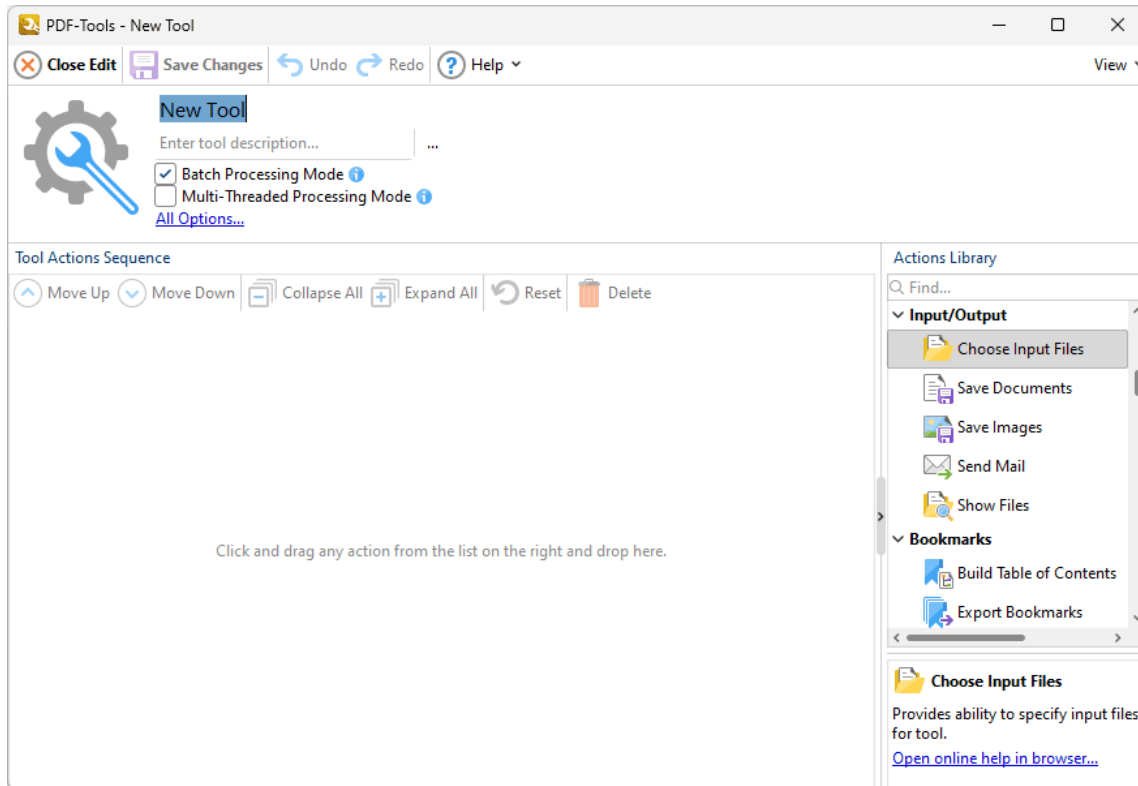 PDF-Tools - New Tool
Close Edit Save Changes Undo Redo ? Help View
New Tool
Enter tool description... ...
Batch Processing Mode i
Multi-Threaded Processing Mode i
All Options...
Tool Actions Sequence
Move Up Move Down Collapse All Expand All Reset Delete
Click and drag any action from the list on the right and drop here.
Actions Library
Find...
Input/Output
Choose Input Files
Save Documents
Save Images
Send Mail
Show Files
Bookmarks
Build Table of Contents
Export Bookmarks
Choose Input Files
Provides ability to specify input files
for tool.
Open online help in browser...